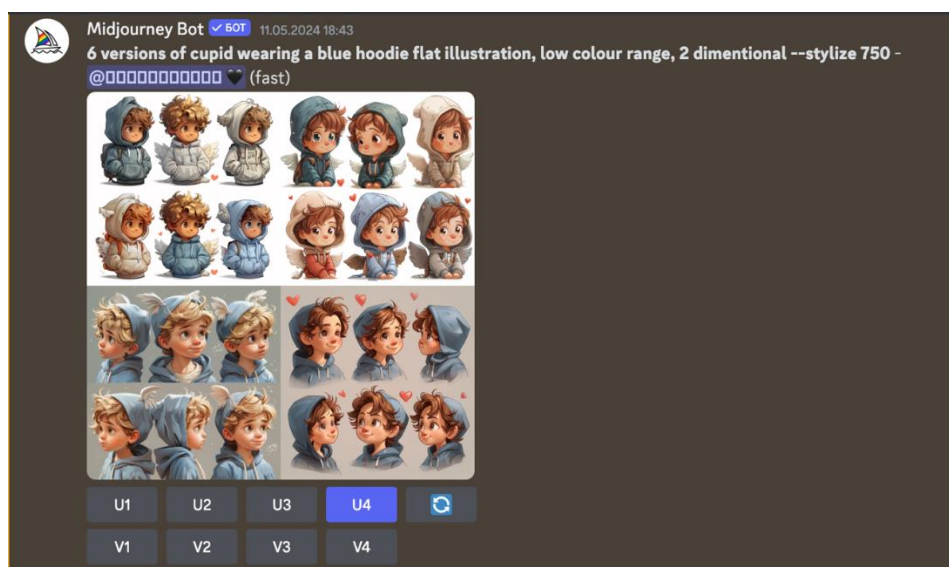 Midjourney Bot ✓ БОТ 11.05.2024 18:43
6 versions of cupid wearing a blue hoodie flat illustration, low colour range, 2 dimentional --stylize 750 -
@ (fast)
U1 U2 U3 U4
V1 V2 V3 V4